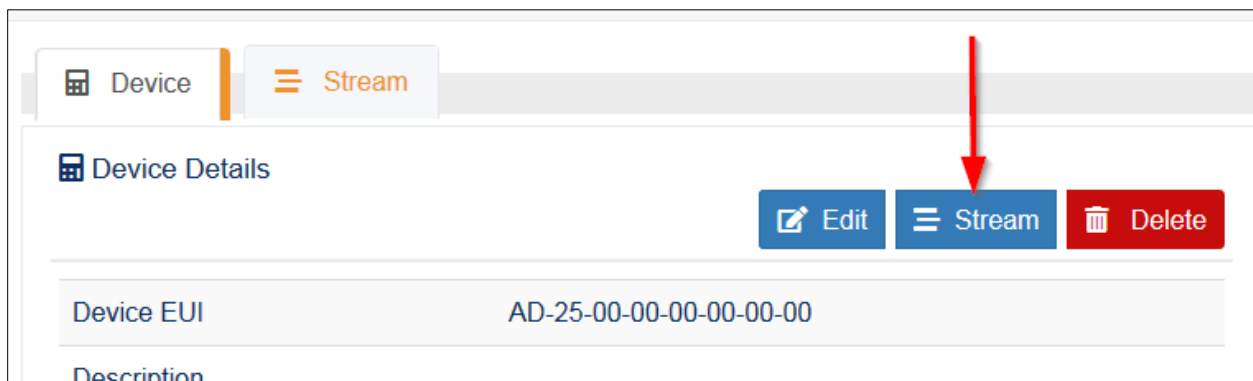 Device Stream
Device Details
Edit Stream Delete
Device EUI AD-25-00-00-00-00-00-00
Description